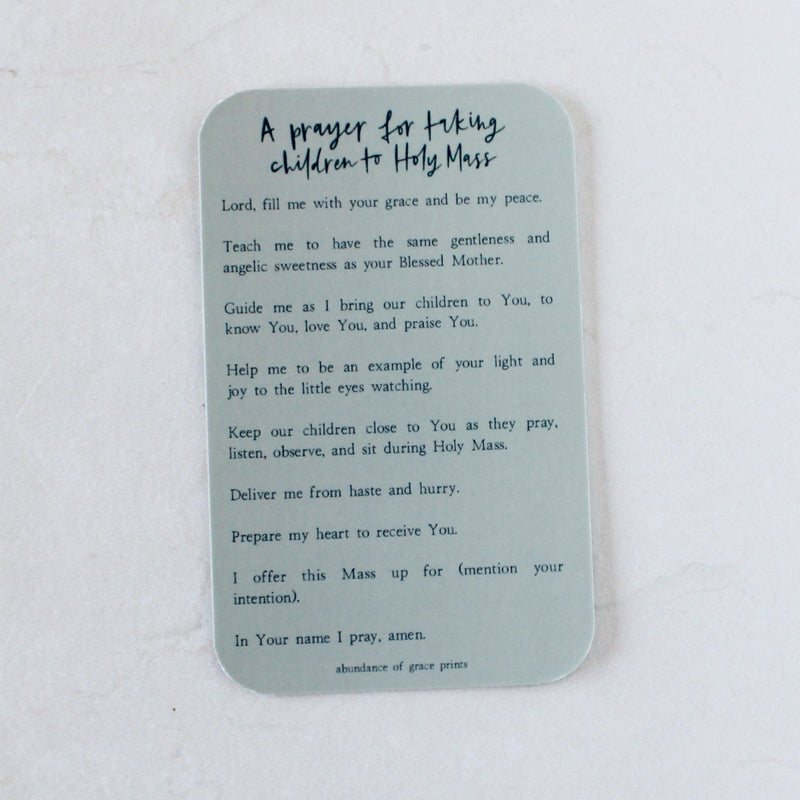 A prayer for taking
children to Holy Mass
Lord, fill me with your grace and be my peace.
Teach me to have the same gentleness and
angelic sweetness as your Blessed Mother.
Guide me as I bring our children to You, to
know You, love You, and praise You.
Help me to be an example of your light and
joy to the little eyes watching.
Keep our children close to You as they pray,
listen, observe, and sit during Holy Mass.
Deliver me from haste and hurry.
Prepare my heart to receive You.
I offer this Mass up for (mention your
intention).
In Your name I pray, amen.
abundance of grace prints